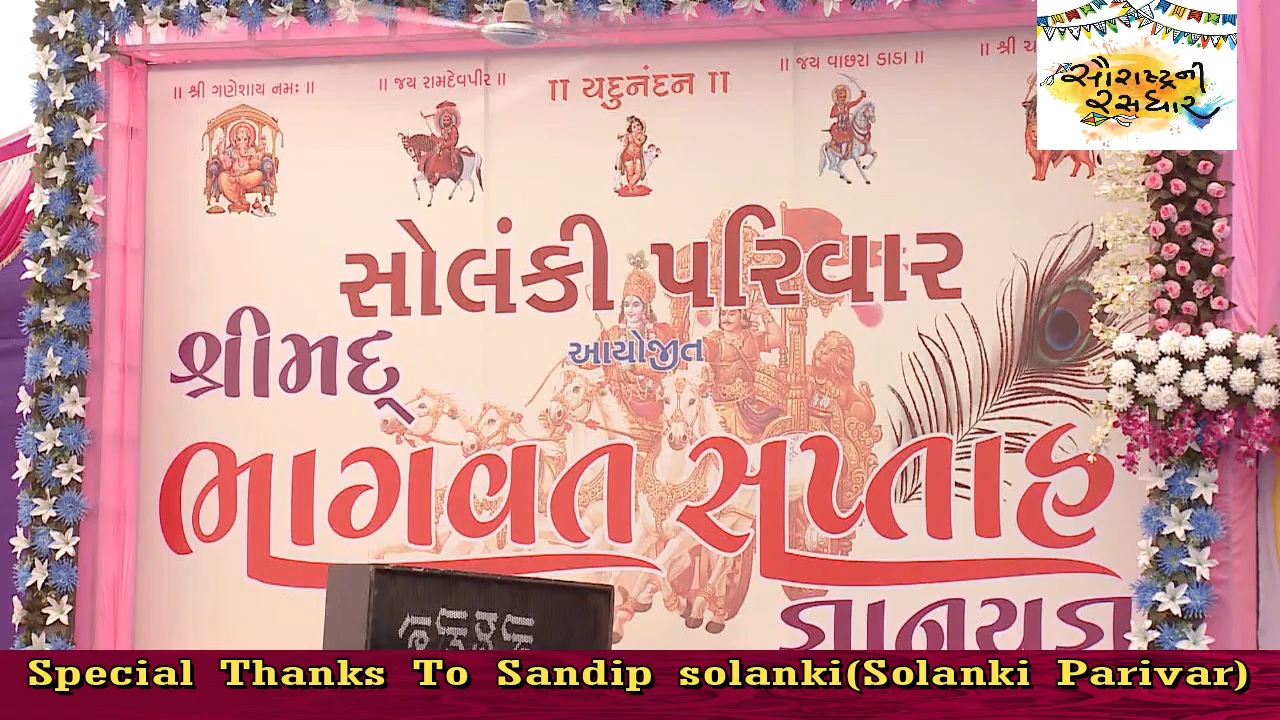 || શ્રી ગણેશાય નમઃ ||
|| જય રામદેવપીર ||
|| યદુનંદન ||
|| જય વાછરા ડાડા ||
|| શ્રી
સૌરાષ્ટ્રની
રસધાર
સોલંકી પરિવાર
આયોજીત
શ્રીમદ્
ભાગવત સપ્તાહ
જ્ઞાનયજ્ઞ
Special Thanks To Sandip solanki(Solanki Parivar)